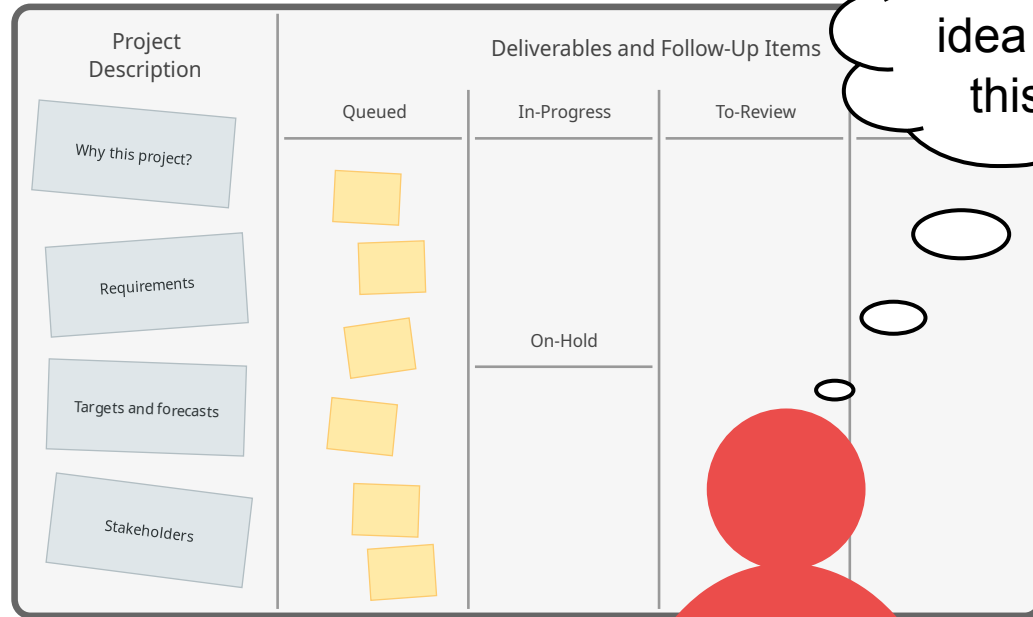 Project
Description
Why this project?
Requirements
Targets and forecasts
Stakeholders
Deliverables and Follow-Up Items
Queued
In-Progress
On-Hold
To-Review
idea
this